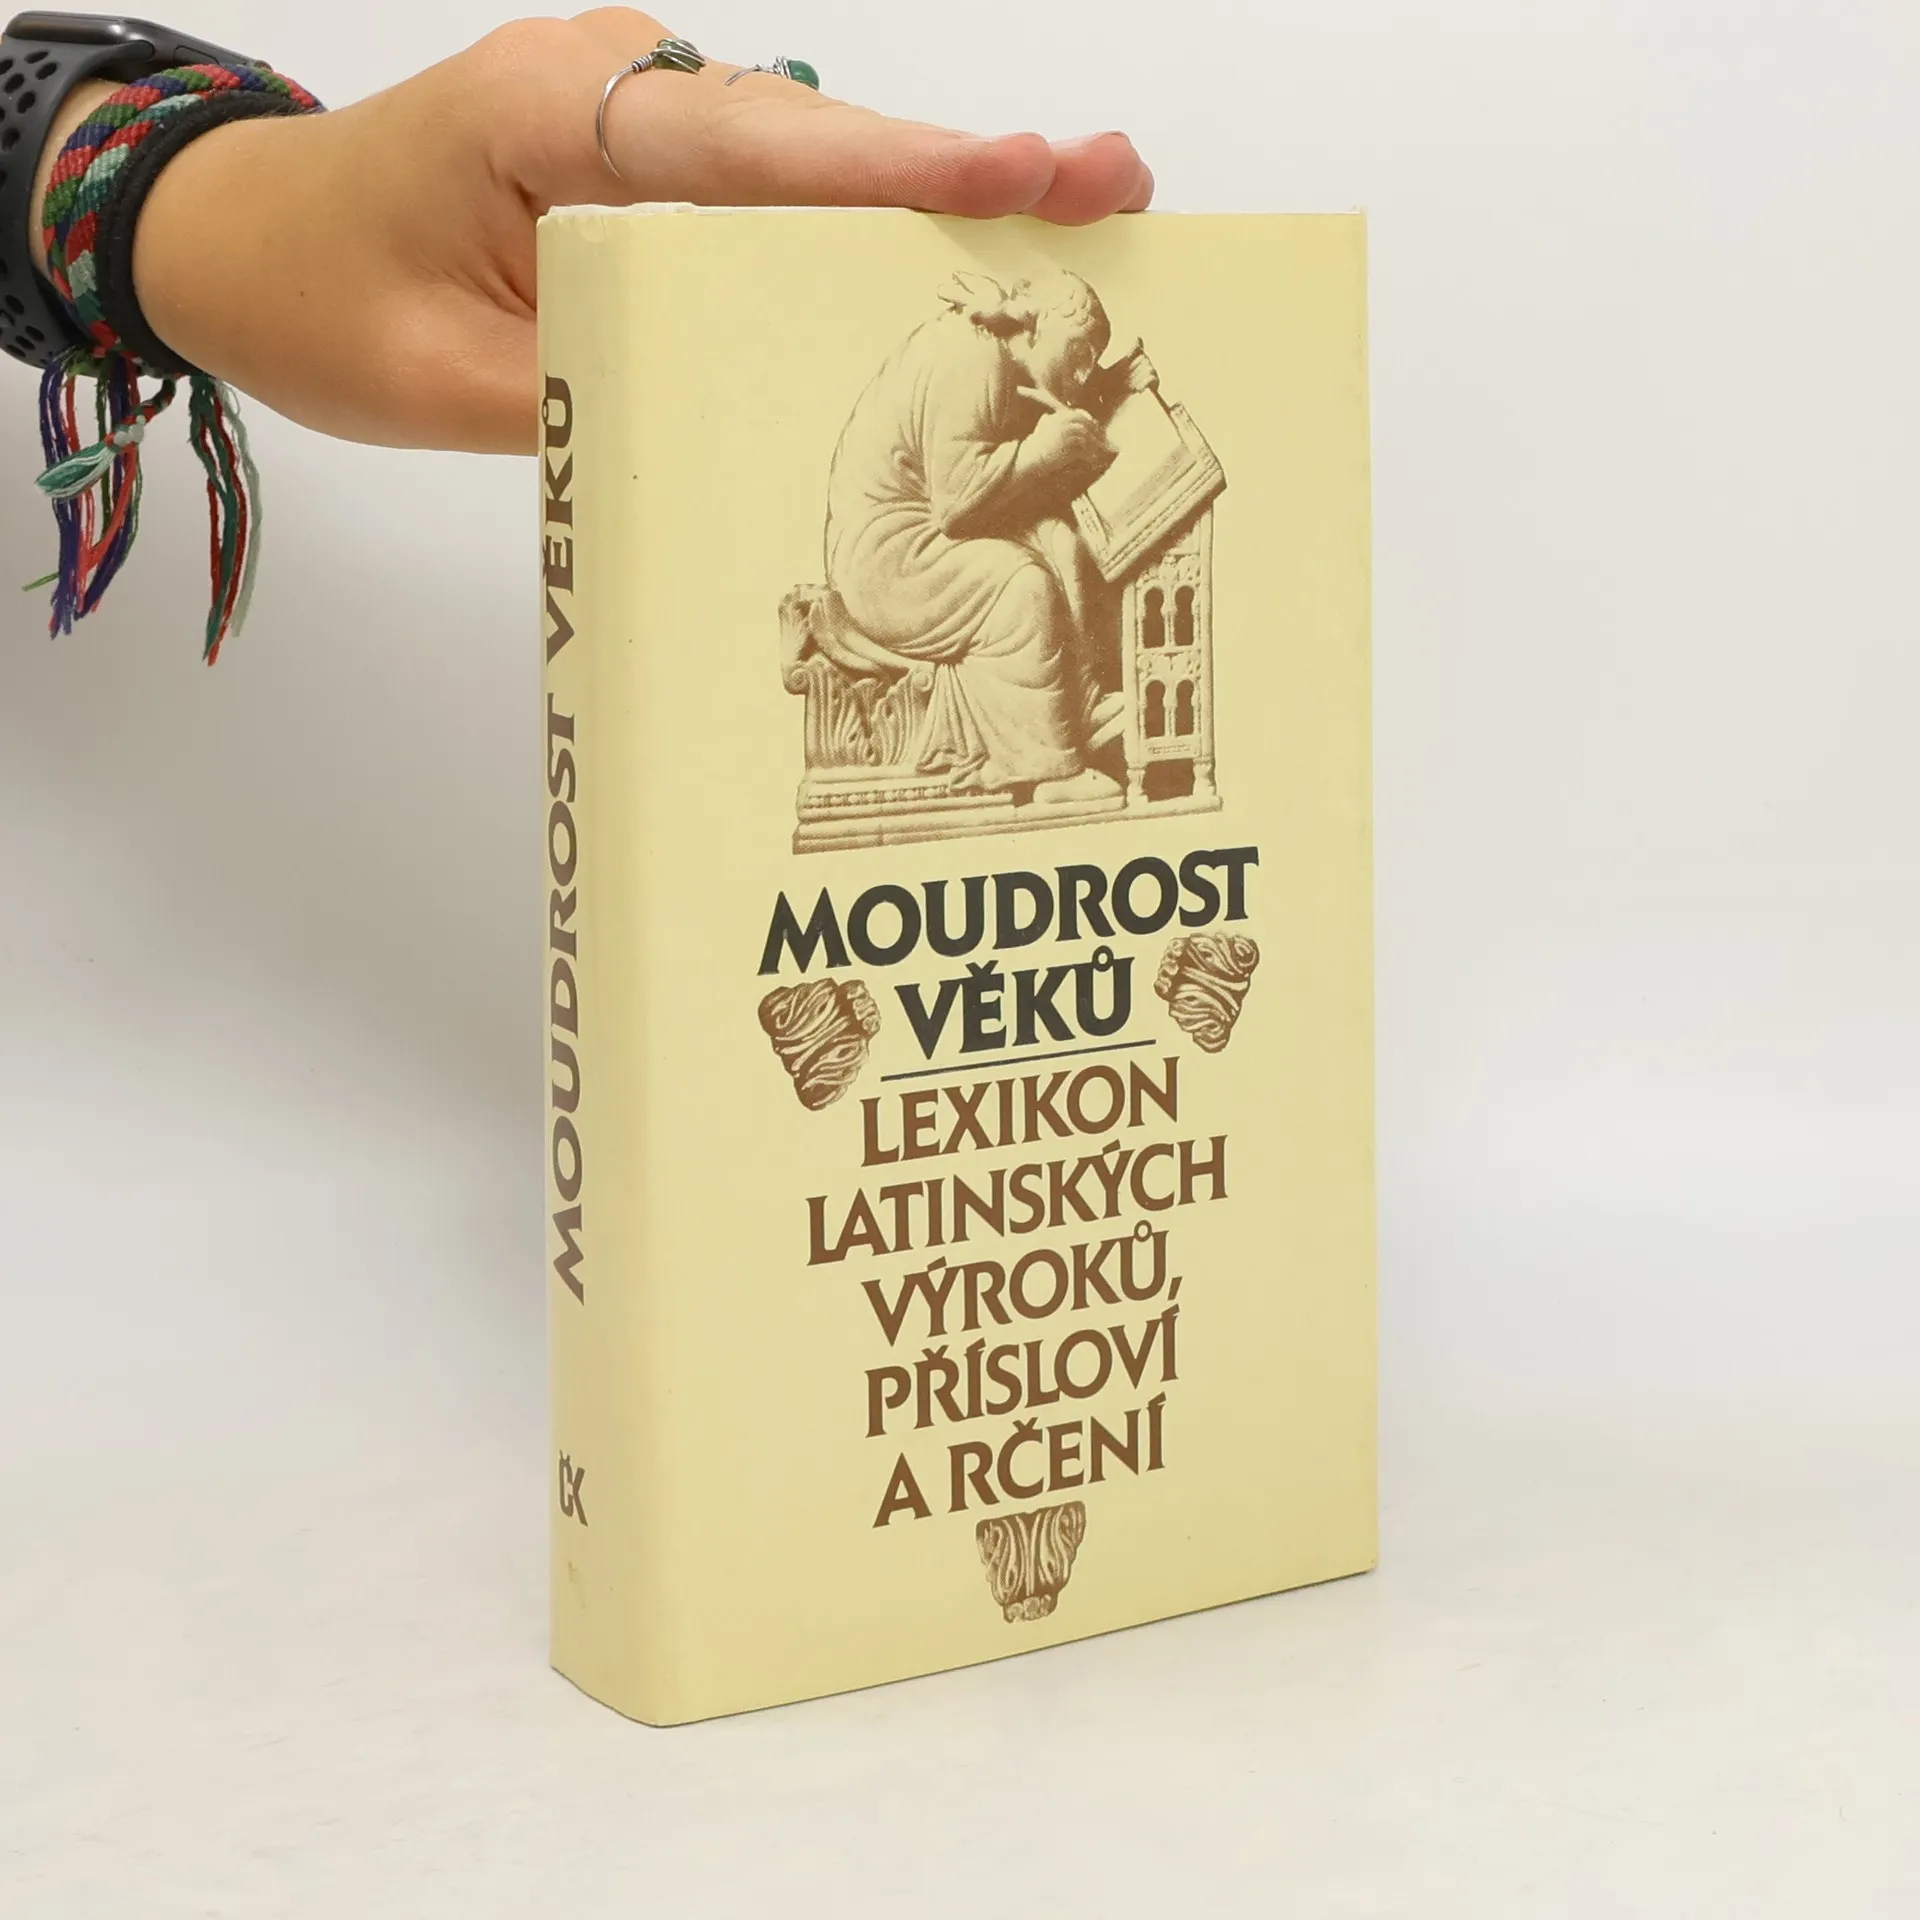 MOUDROST VĚKŮ
ČK
MOUDROST
VĚKŮ
LEXIKON
LATINSKÝCH
VÝROKŮ,
PŘÍSLOVÍ
A RČENÍ